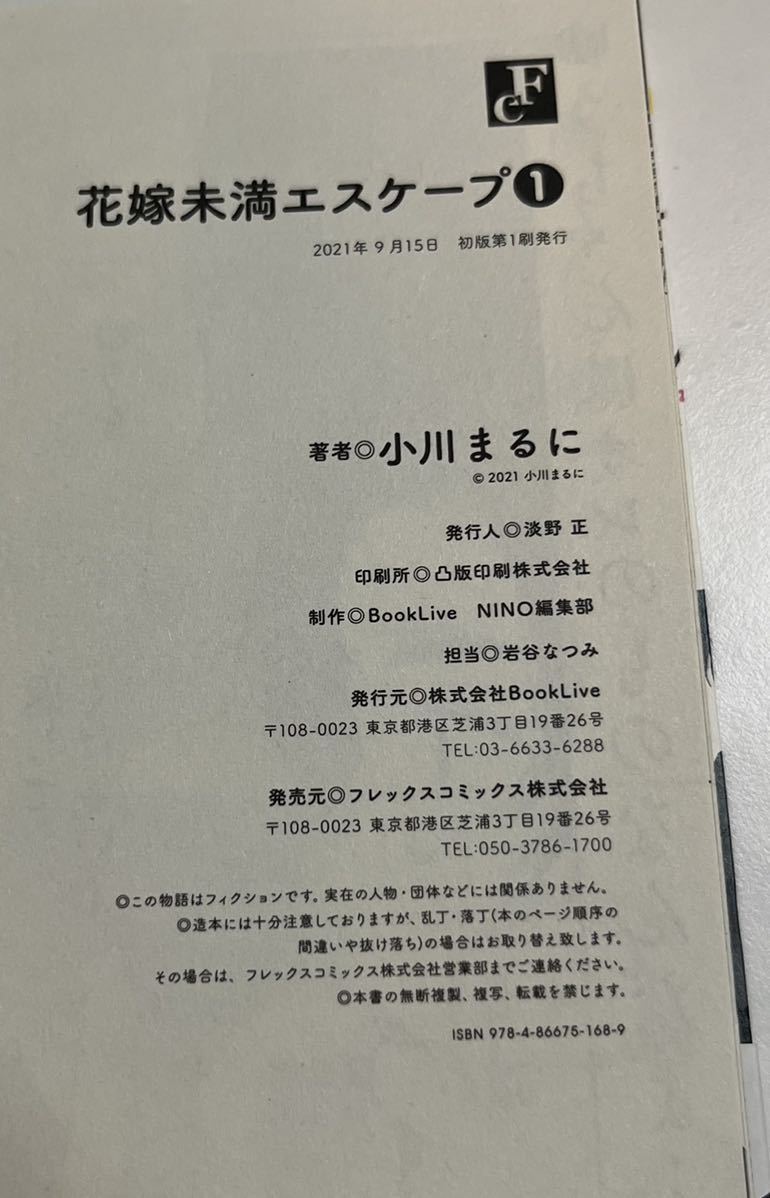 FC
花嫁未満エスケープ❶
2021年9月15日　初版第1刷発行
著者◎小川まるに
© 2021 小川まるに
発行人◎淡野 正
印刷所◎凸版印刷株式会社
制作◎BookLive　NINO編集部
担当◎岩谷なつみ
発行元◎株式会社BookLive
〒108-0023 東京都港区芝浦3丁目19番26号
TEL:03-6633-6288
発売元◎フレックスコミックス株式会社
〒108-0023 東京都港区芝浦3丁目19番26号
TEL:050-3786-1700
◎この物語はフィクションです。実在の人物・団体などには関係ありません。
◎造本には十分注意しておりますが、乱丁・落丁(本のページ順序の
間違いや抜け落ち)の場合はお取り替え致します。
その場合は、フレックスコミックス株式会社営業部までご連絡ください。
◎本書の無断複製、複写、転載を禁じます。
ISBN 978-4-86675-168-9